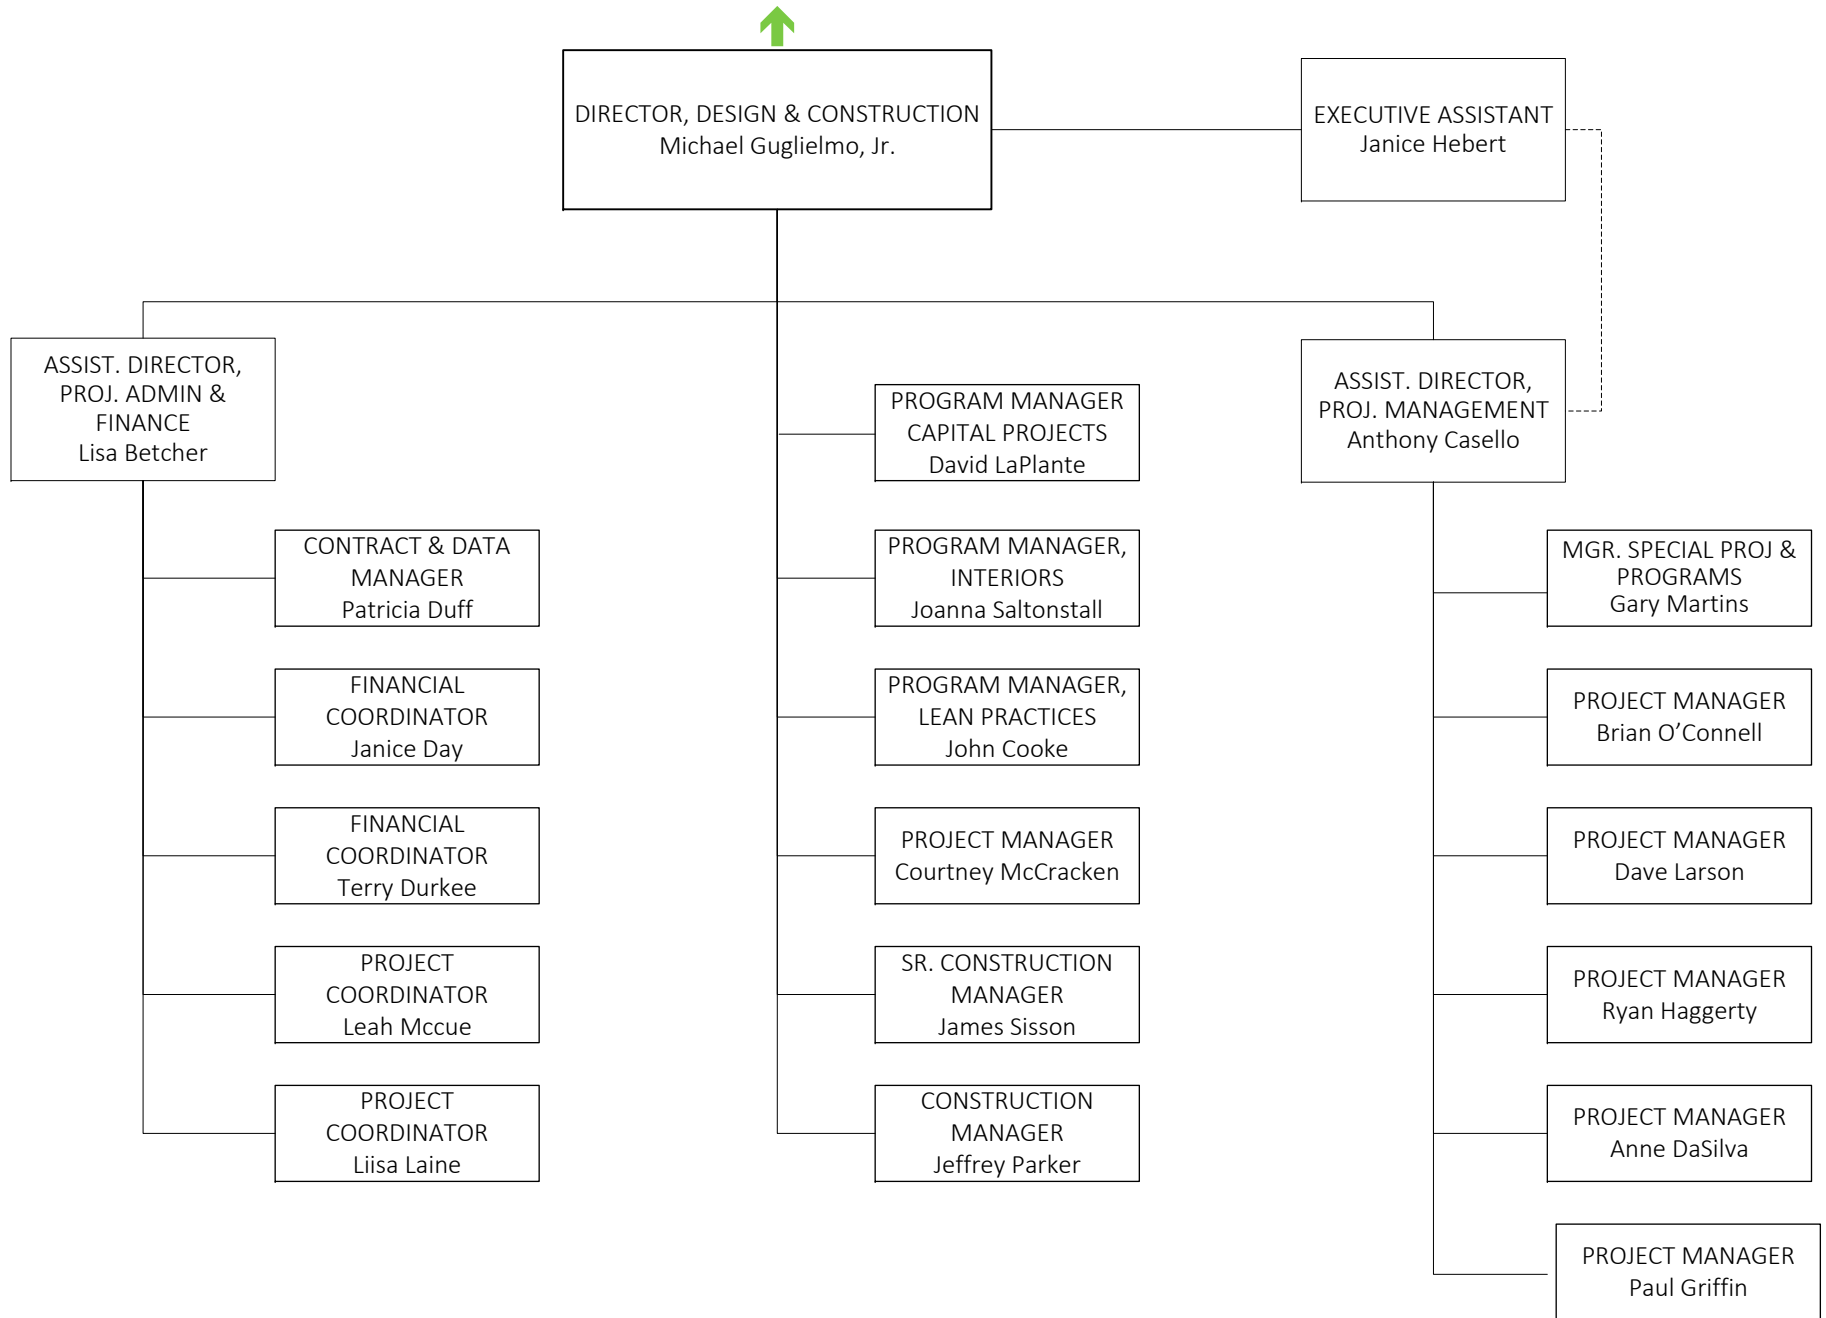 DIRECTOR, DESIGN & CONSTRUCTION
Michael Guglielmo, Jr.
EXECUTIVE ASSISTANT
Janice Hebert
ASSIST. DIRECTOR,
PROJ. ADMIN &
FINANCE
Lisa Betcher
CONTRACT & DATA
MANAGER
Patricia Duff
FINANCIAL
COORDINATOR
Janice Day
FINANCIAL
COORDINATOR
Terry Durkee
PROJECT
COORDINATOR
Leah Mccue
PROJECT
COORDINATOR
Liisa Laine
PROGRAM MANAGER
CAPITAL PROJECTS
David LaPlante
PROGRAM MANAGER,
INTERIORS
Joanna Saltonstall
PROGRAM MANAGER,
LEAN PRACTICES
John Cooke
PROJECT MANAGER
Courtney McCracken
SR. CONSTRUCTION
MANAGER
James Sisson
CONSTRUCTION
MANAGER
Jeffrey Parker
ASSIST. DIRECTOR,
PROJ. MANAGEMENT
Anthony Casello
MGR. SPECIAL PROJ &
PROGRAMS
Gary Martins
PROJECT MANAGER
Brian O’Connell
PROJECT MANAGER
Dave Larson
PROJECT MANAGER
Ryan Haggerty
PROJECT MANAGER
Anne DaSilva
PROJECT MANAGER
Paul Griffin